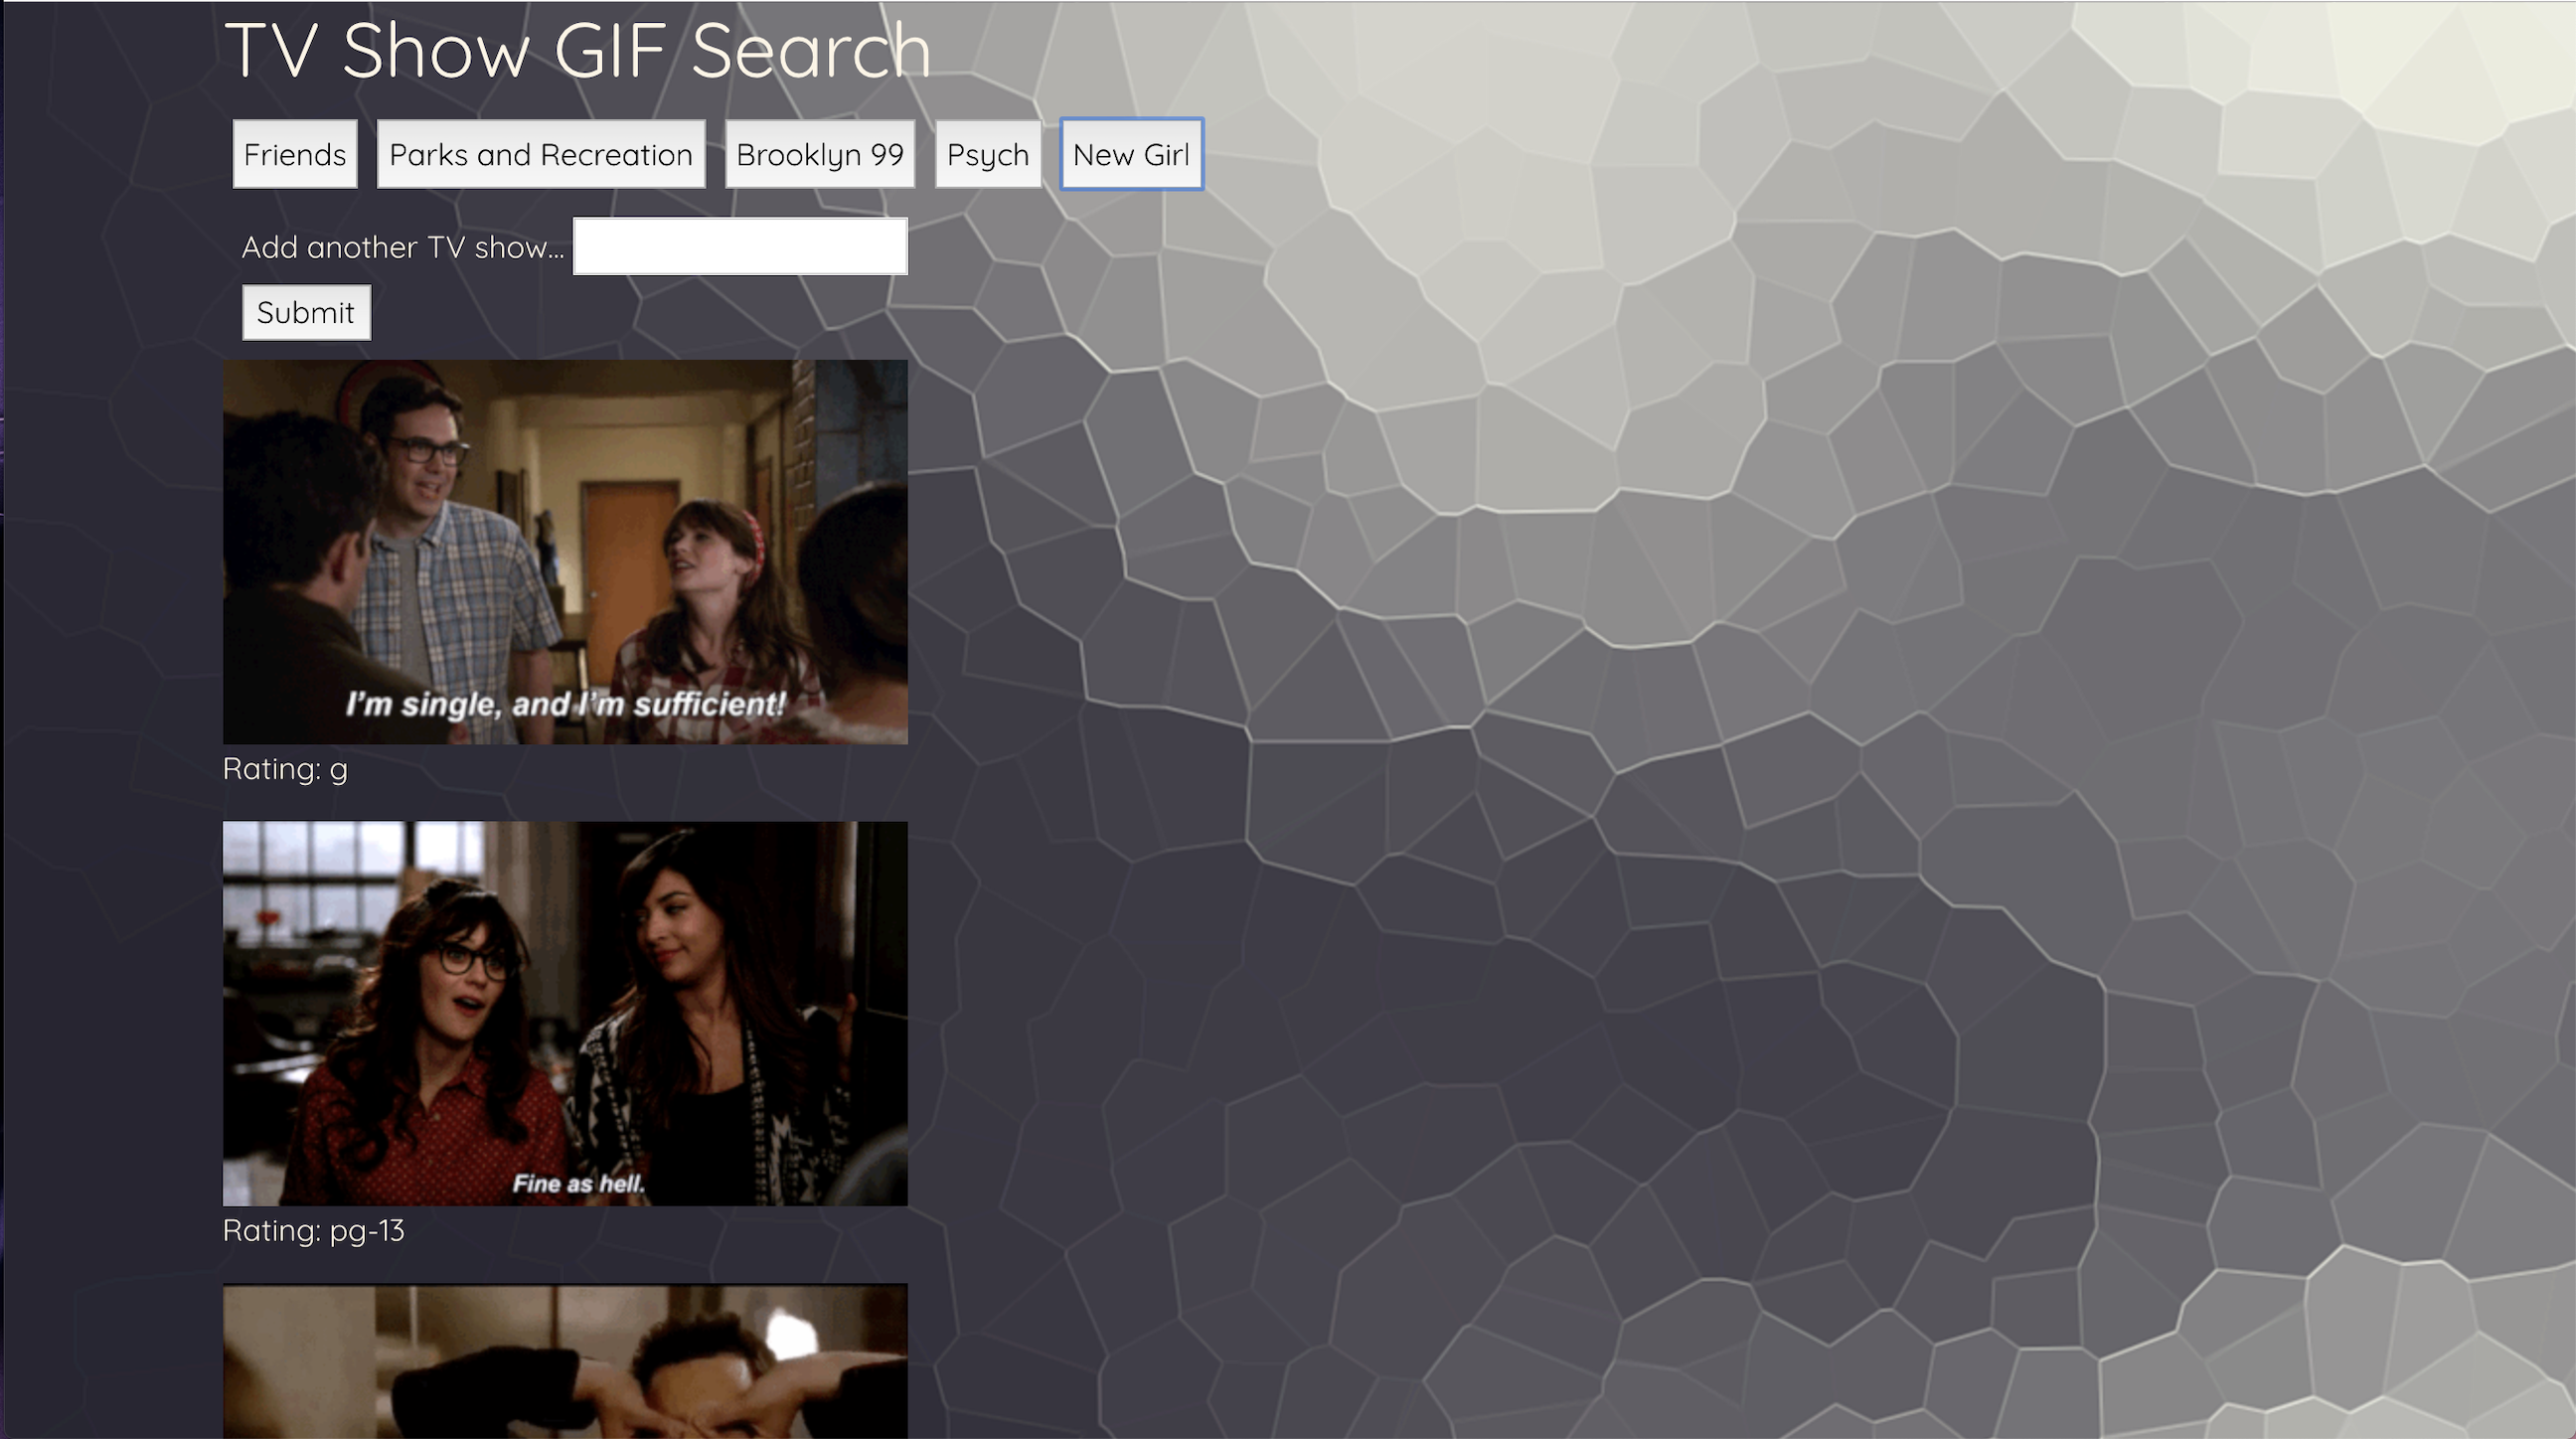 TV Show GIF Search
Friends Parks and Recreation Brooklyn 99 Psych New Girl
Add another TV show...
Submit
I'm single, and I'm sufficient!
Rating: g
Fine as hell.
Rating: pg-13